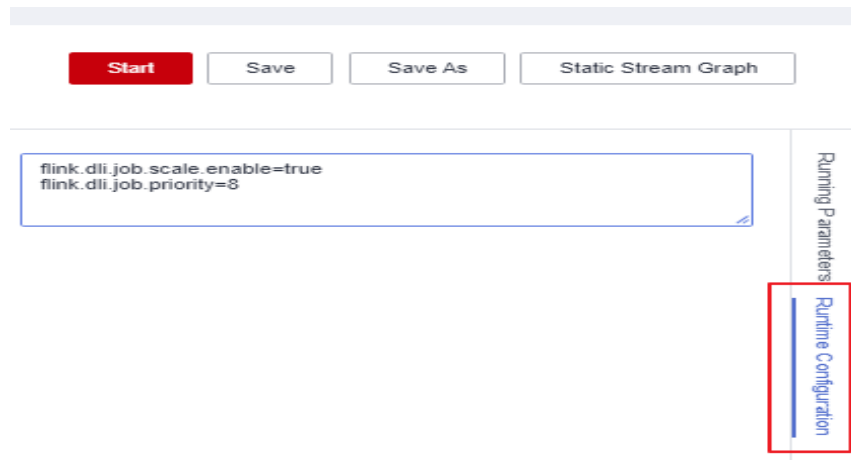 Start
Save
Save As
Static Stream Graph
flink.dli.job.scale.enable=true
flink.dli.job.priority=8
Running Parameters
Runtime Configuration